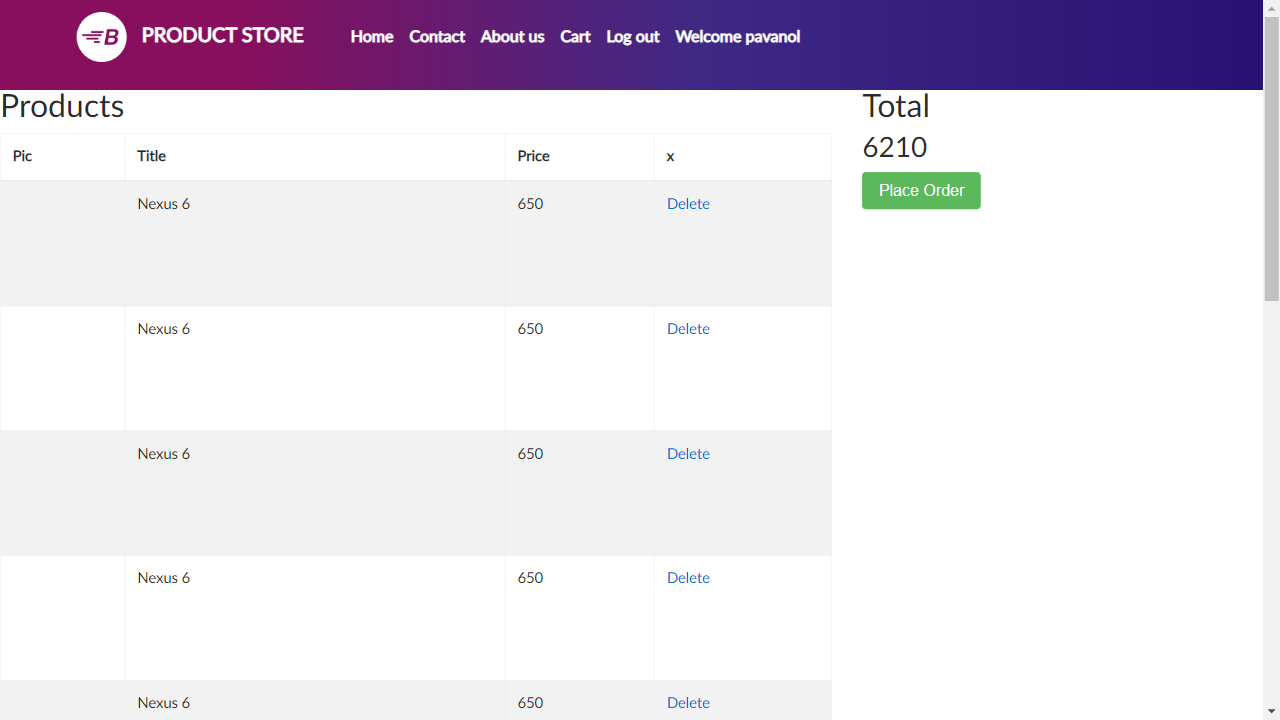 B PRODUCT STORE Home Contact About us Cart Log out Welcome pavanol
Products
Pic Title Price x
Nexus 6 650 Delete
Nexus 6 650 Delete
Nexus 6 650 Delete
Nexus 6 650 Delete
Nexus 6 650 Delete
Total
6210
Place Order